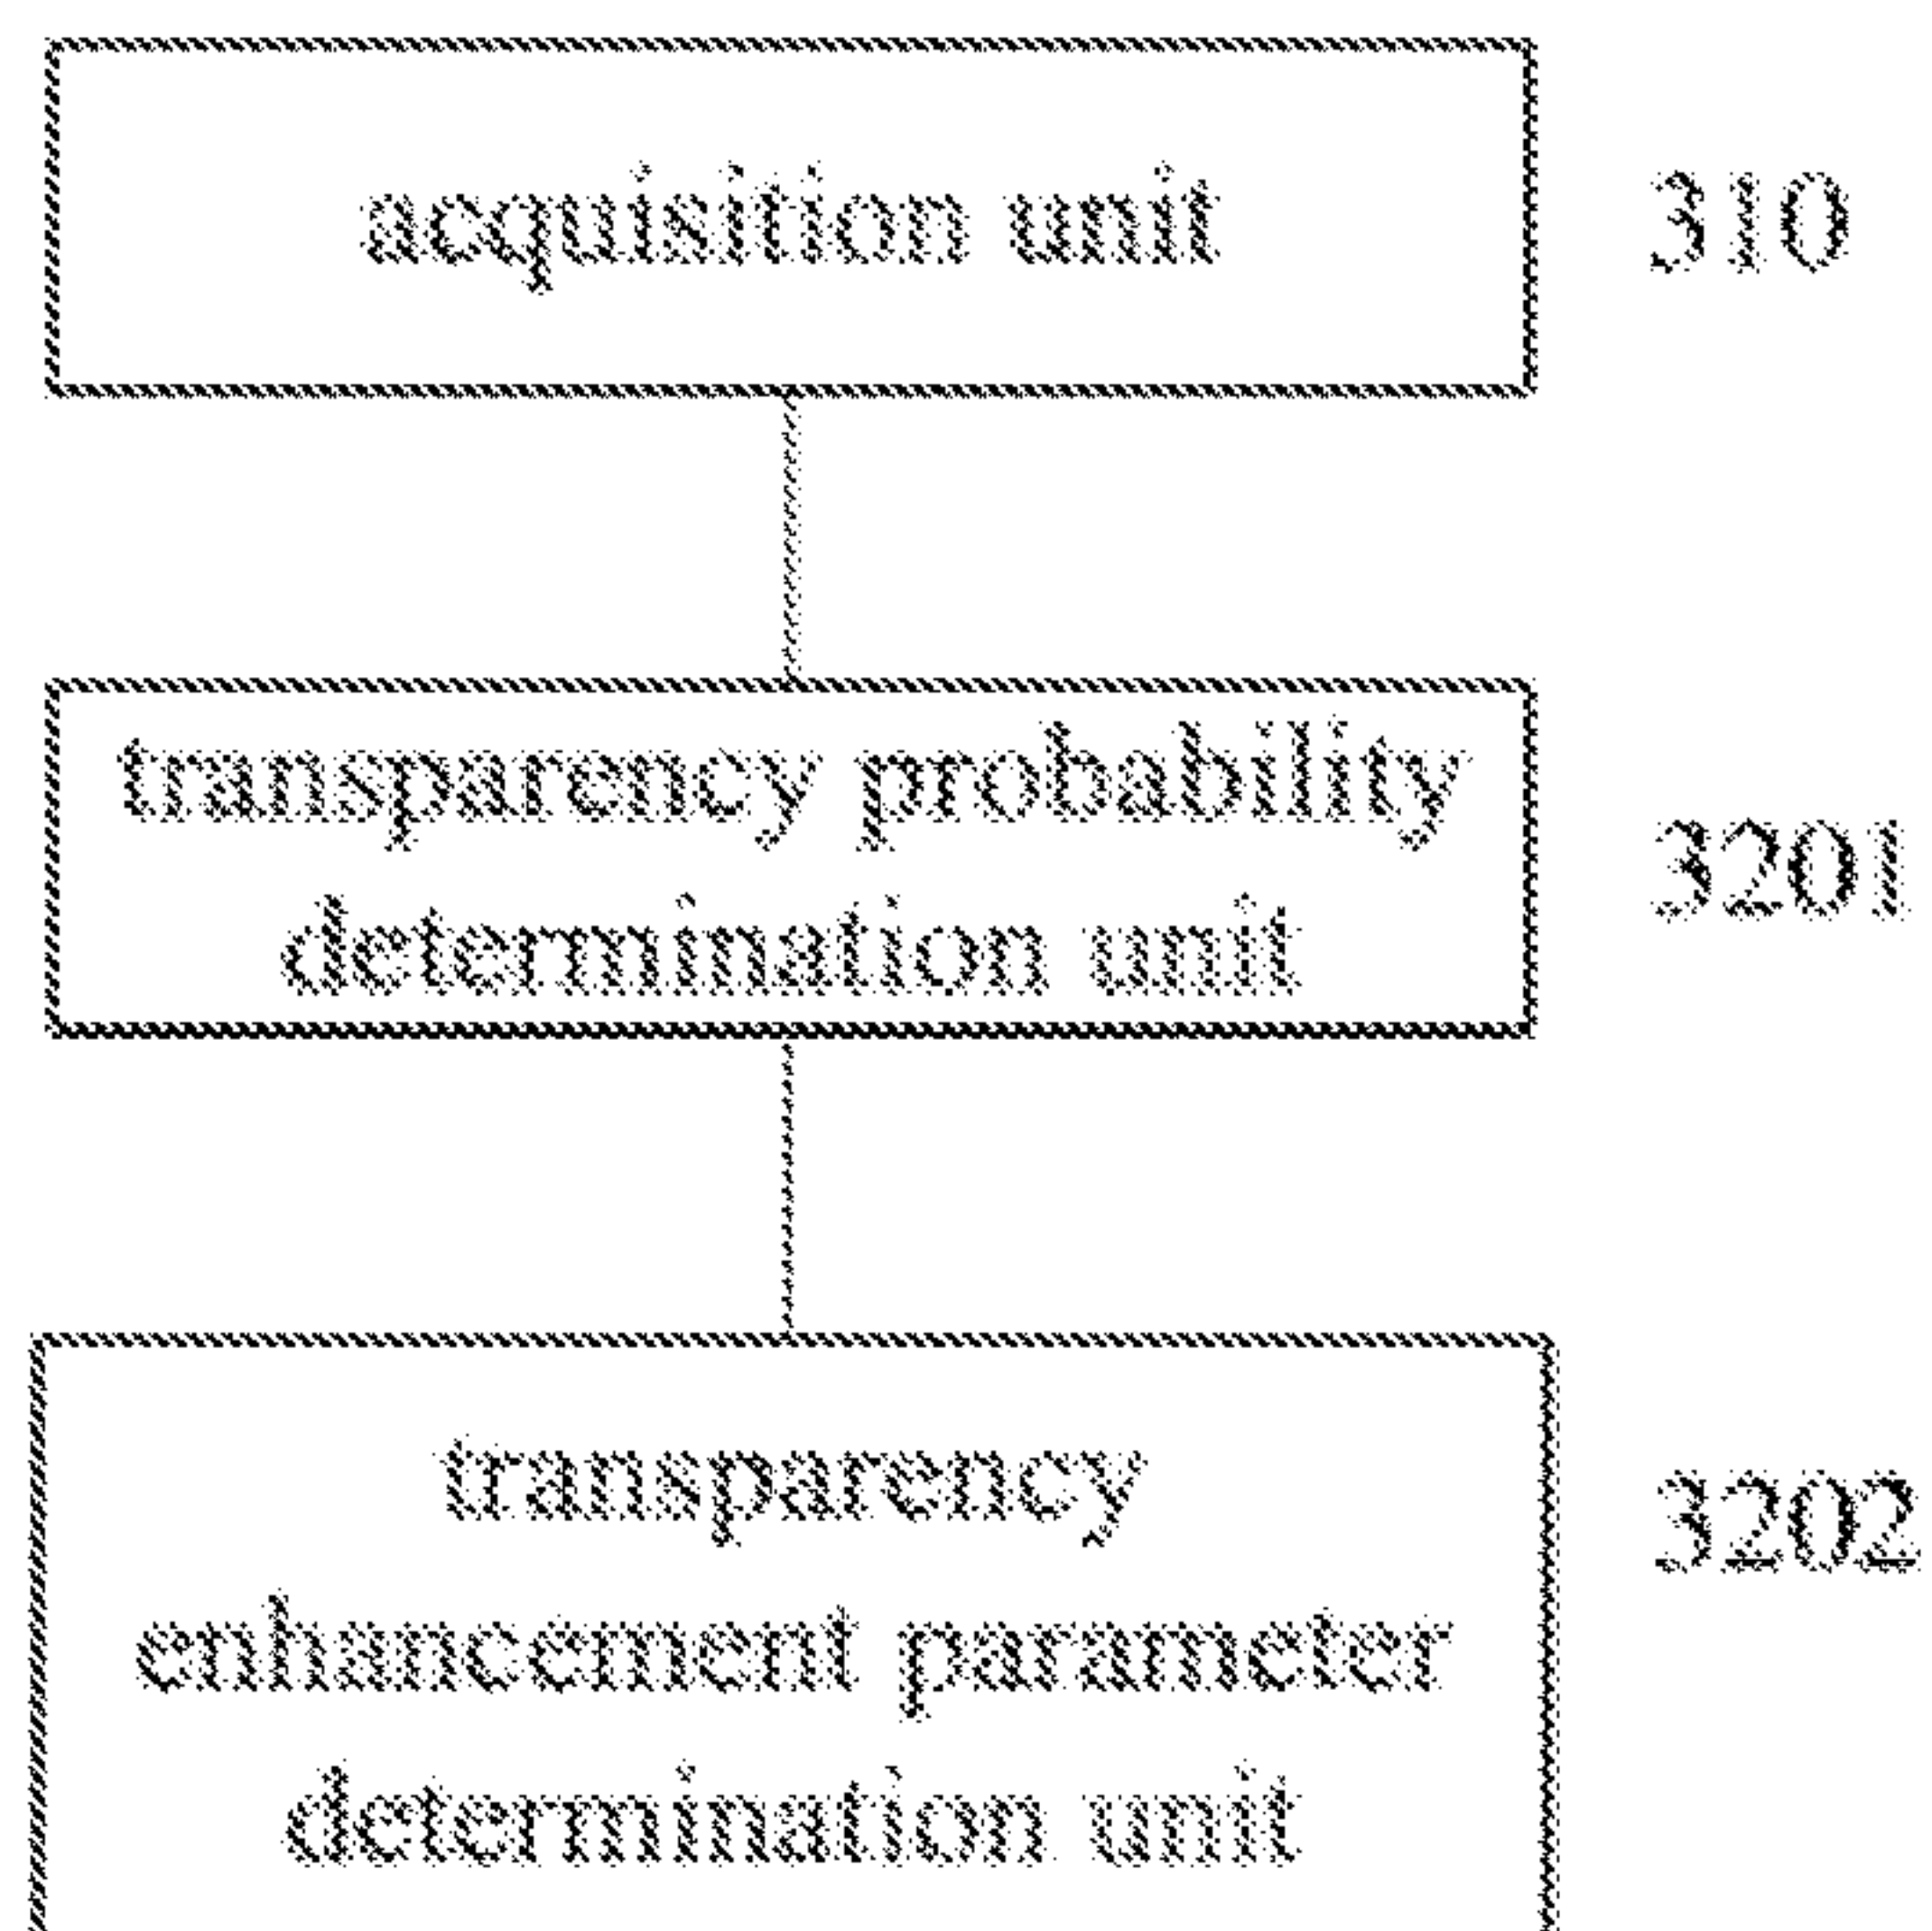 acquisition unit
310
transparency probability
determination unit
3201
transparency
enhancement parameter
determination unit
3202